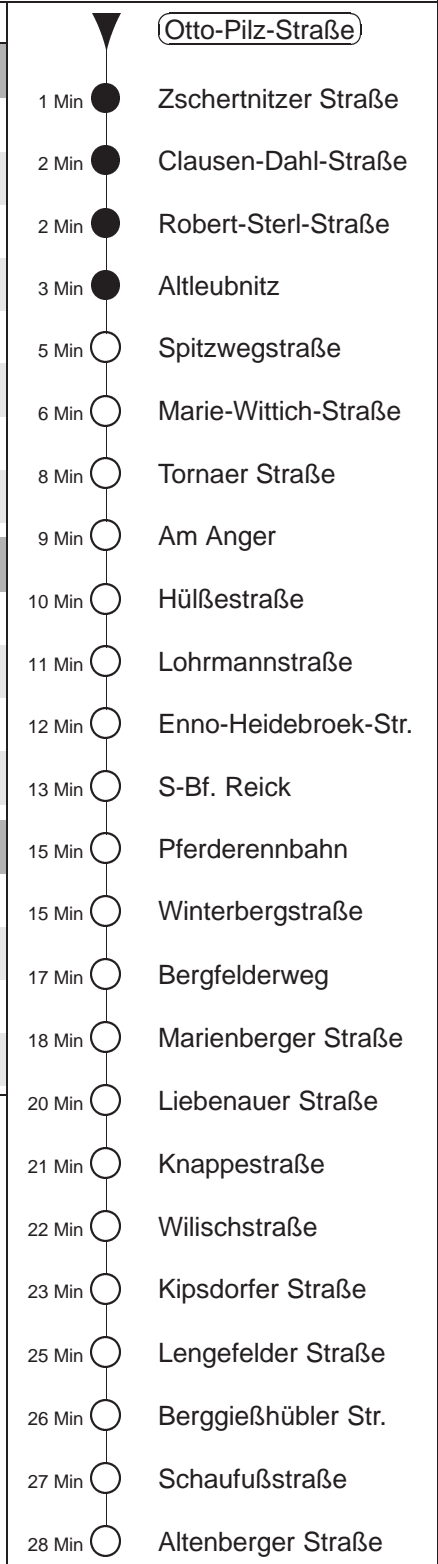 Otto-Pilz-Straße
1 Min Zschertnitzer Straße
2 Min Clausen-Dahl-Straße
2 Min Robert-Sterl-Straße
3 Min Altleubnitz
5 Min Spitzwegstraße
6 Min Marie-Wittich-Straße
8 Min Tornaer Straße
9 Min Am Anger
10 Min Hülßestraße
11 Min Lohrmannstraße
12 Min Enno-Heidebroek-Str.
13 Min S-Bf. Reick
15 Min Pferderennbahn
15 Min Winterbergstraße
17 Min Bergfelderweg
18 Min Marienberger Straße
20 Min Liebenauer Straße
21 Min Knappestraße
22 Min Wilischstraße
23 Min Kipsdorfer Straße
25 Min Lengefelder Straße
26 Min Berggießhübler Str.
27 Min Schaufußstraße
28 Min Altenberger Straße